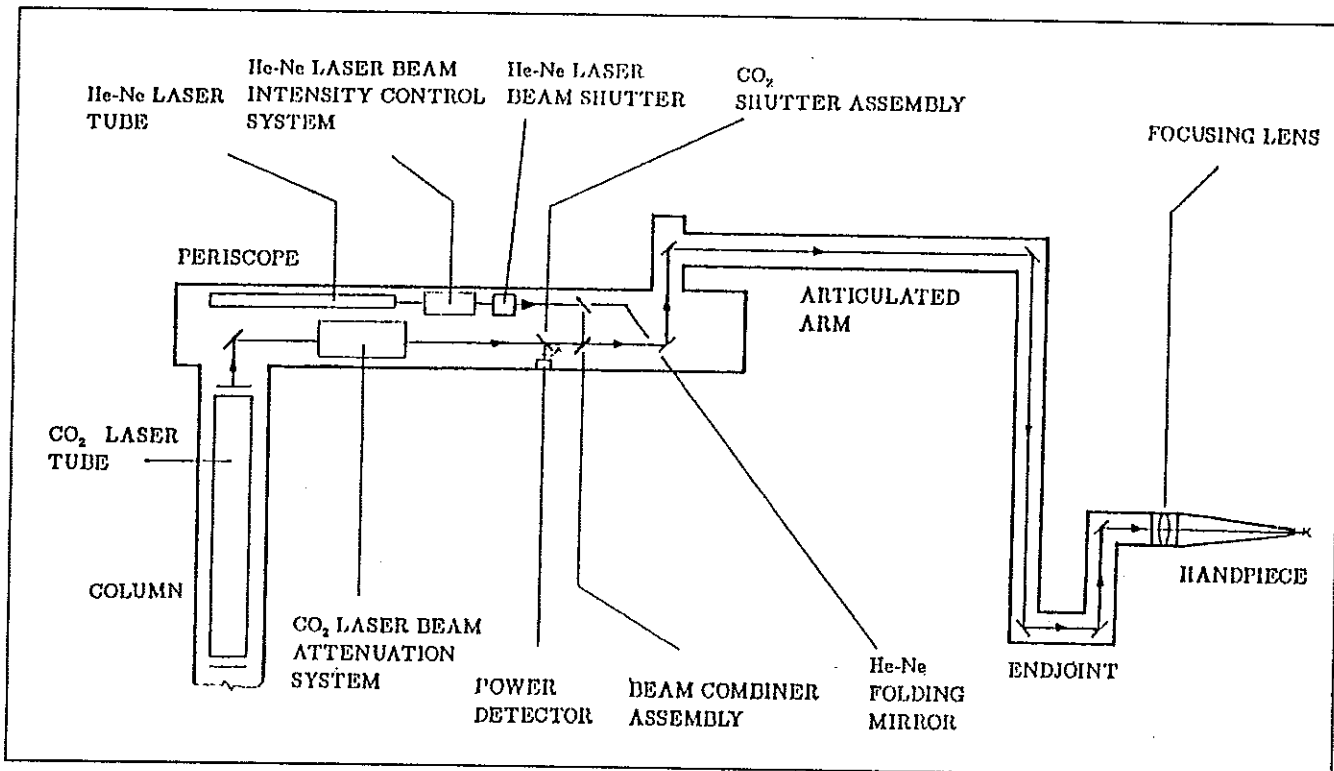 He-Ne LASER
TUBE
He-Ne LASER BEAM
INTENSITY CONTROL
SYSTEM
He-Ne LASER
BEAM SHUTTER
CO₂
SHUTTER ASSEMBLY
FOCUSING LENS
PERISCOPE
ARTICULATED
ARM
CO₂ LASER
TUBE
COLUMN
HANDPIECE
CO₂ LASER BEAM
ATTENUATION
SYSTEM
POWER
DETECTOR
BEAM COMBINER
ASSEMBLY
He-Ne
FOLDING
MIRROR
ENDJOINT